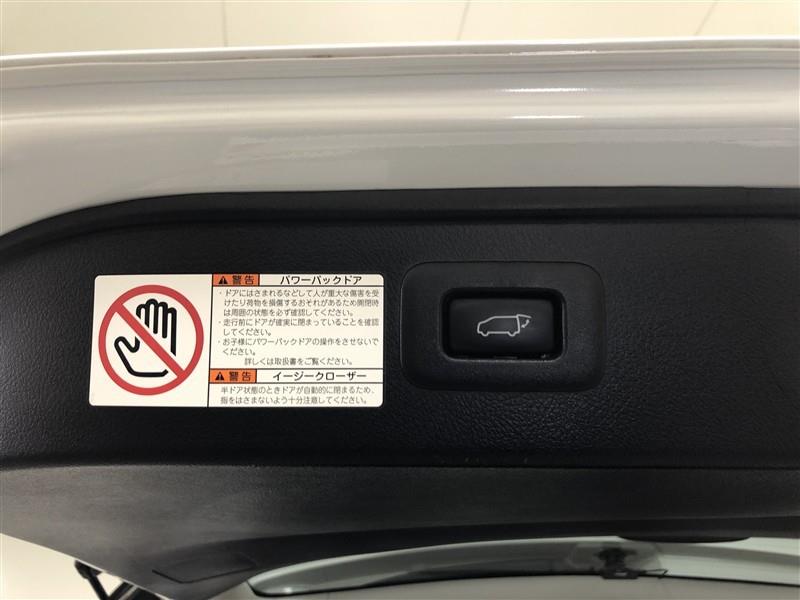 警告 パワーバックドア
・ドアにはさまれるなどして人が重大な傷害を受
けたり荷物を損傷するおそれがあるため開閉時
は周囲の状態を必ず確認してください。
・走行前にドアが確実に閉まっていることを確認
してください。
・お子様にパワーバックドアの操作をさせないで
ください。
詳しくは取扱書をご覧ください。
警告 イージークローザー
半ドア状態のときドアが自動的に閉まるため、
指をはさまないよう十分注意してください。